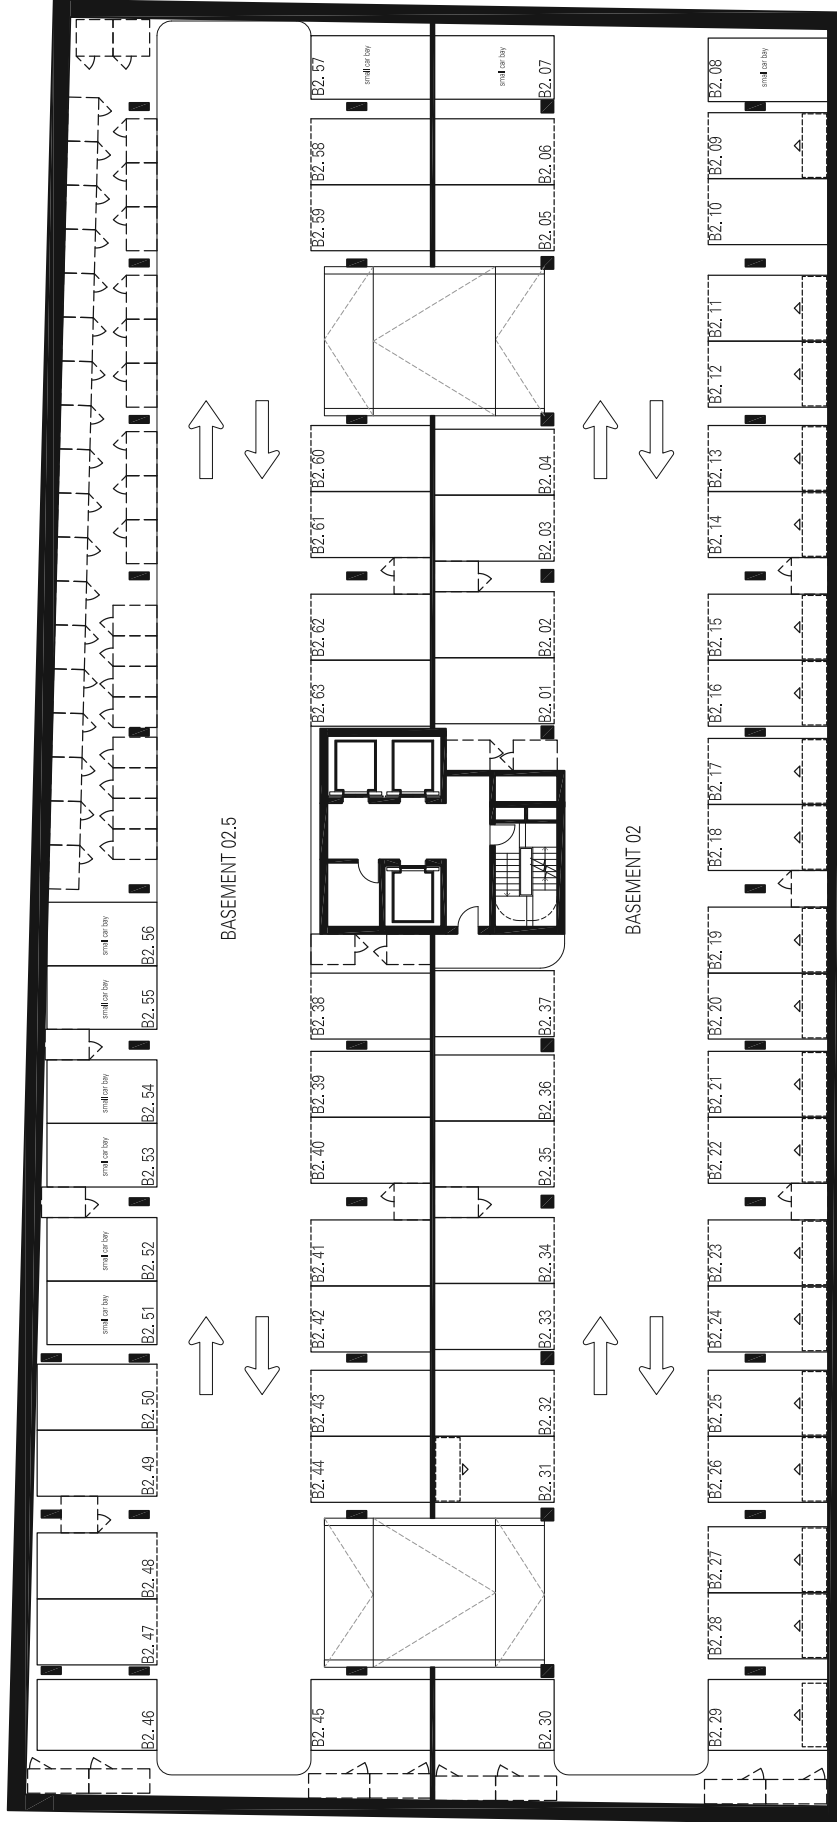 B2. 57
small car bay
small car bay
B2. 07
B2. 08
small car bay
B2. 58
B2. 06
B2. 09
B2. 59
B2. 05
B2. 10
B2. 11
B2. 12
B2. 60
B2. 04
B2. 13
B2. 61
B2. 03
B2. 14
B2. 62
B2. 02
B2. 15
B2. 63
B2. 01
B2. 16
B2. 17
B2. 18
BASEMENT 02.5
BASEMENT 02
small car bay
B2. 56
B2. 19
small car bay
B2. 55
B2. 38
B2. 37
B2. 20
small car bay
B2. 54
B2. 39
B2. 36
B2. 21
small car bay
B2. 53
B2. 40
B2. 35
B2. 22
small car bay
B2. 52
B2. 41
B2. 34
B2. 23
small car bay
B2. 51
B2. 42
B2. 33
B2. 24
B2. 50
B2. 43
B2. 32
B2. 25
B2. 49
B2. 44
B2. 31
B2. 26
B2. 48
B2. 27
B2. 47
B2. 28
B2. 46
B2. 45
B2. 30
B2. 29